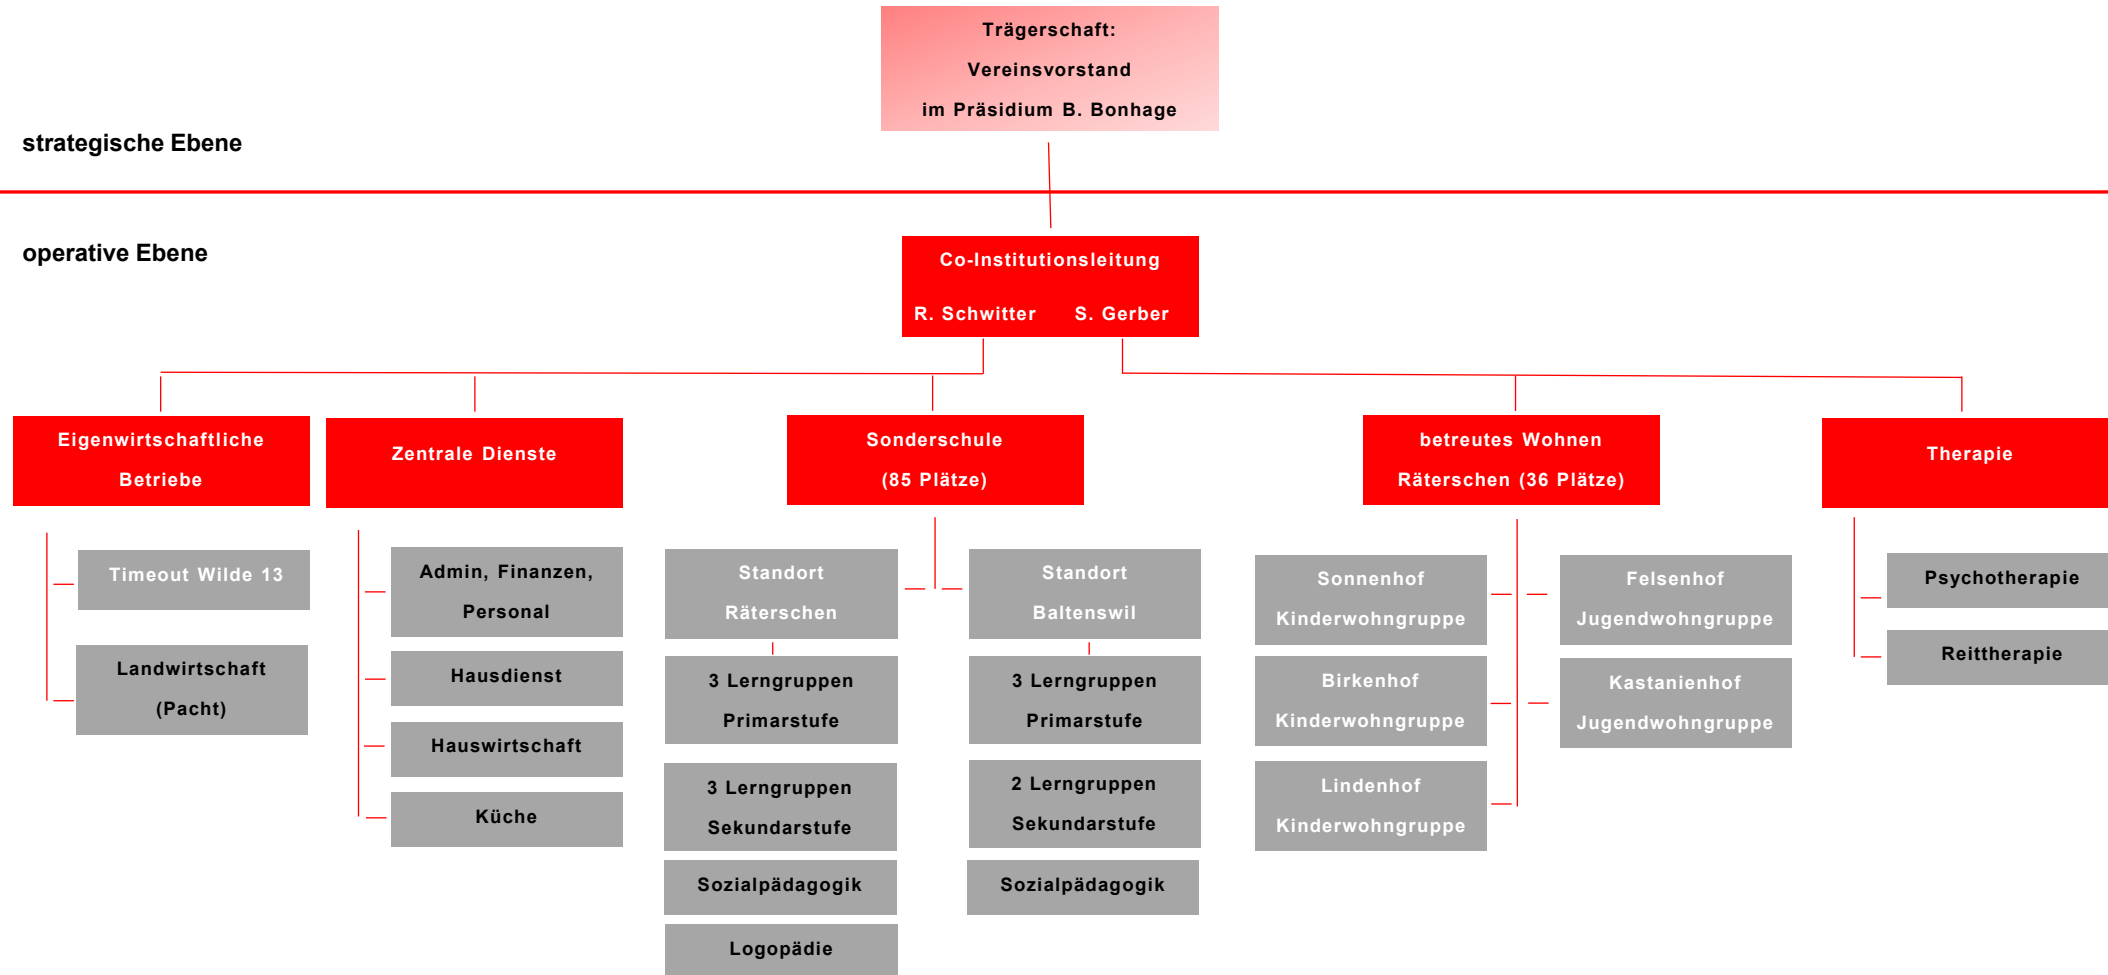 Trägerschaft:
Vereinsvorstand
im Präsidium B. Bonhage
strategische Ebene
operative Ebene
Co-Institutionsleitung
R. Schwitter S. Gerber
Eigenwirtschaftliche
Betriebe
Zentrale Dienste
Sonderschule
(85 Plätze)
betreutes Wohnen
Räterschen (36 Plätze)
Therapie
Timeout Wilde 13
Landwirtschaft
(Pacht)
Admin, Finanzen,
Personal
Hausdienst
Hauswirtschaft
Küche
Standort
Räterschen
3 Lerngruppen
Primarstufe
3 Lerngruppen
Sekundarstufe
Sozialpädagogik
Logopädie
Standort
Baltenswil
3 Lerngruppen
Primarstufe
2 Lerngruppen
Sekundarstufe
Sozialpädagogik
Sonnenhof
Kinderwohngruppe
Birkenhof
Kinderwohngruppe
Lindenhof
Kinderwohngruppe
Felsenhof
Jugendwohngruppe
Kastanienhof
Jugendwohngruppe
Psychotherapie
Reittherapie